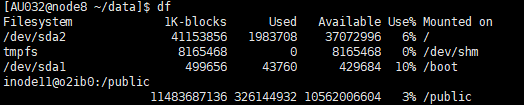 [AU032@node8 ~/data]$ df
Filesystem 1K-blocks Used Available Use% Mounted on
/dev/sda2 41153856 1983708 37072996 6% /
tmpfs 8165468 0 8165468 0% /dev/shm
/dev/sda1 499656 43760 429684 10% /boot
inode11@o2ib0:/public
11483687136 326144932 10562006604 3% /public